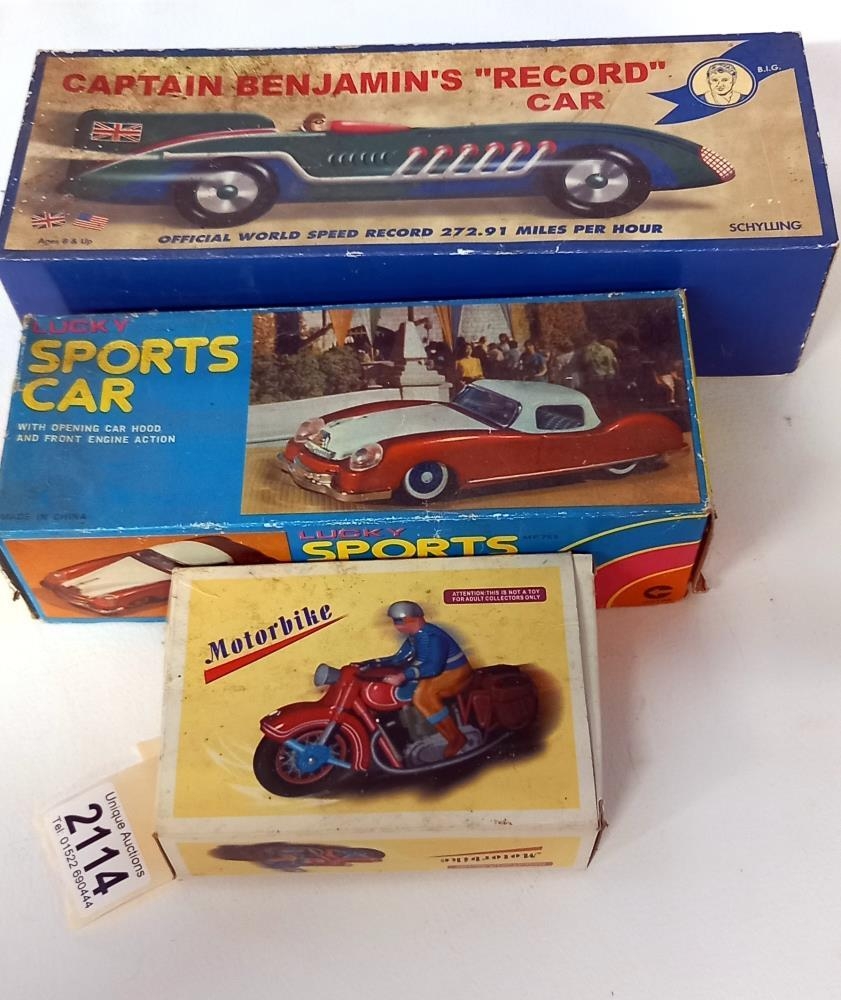 CAPTAIN BENJAMIN'S "RECORD"
CAR
B.I.G.
Ages 8 & Up
OFFICIAL WORLD SPEED RECORD 272.91 MILES PER HOUR
SCHYLLING
LUCKY
SPORTS
CAR
WITH OPENING CAR HOOD
AND FRONT ENGINE ACTION
MADE IN CHINA
LUCKY
SPORTS
Motorbike
ATTENTION:THIS IS NOT A TOY
FOR ADULT COLLECTORS ONLY
Motorbike
Unique Auctions
2114
Tel: 01522 690444